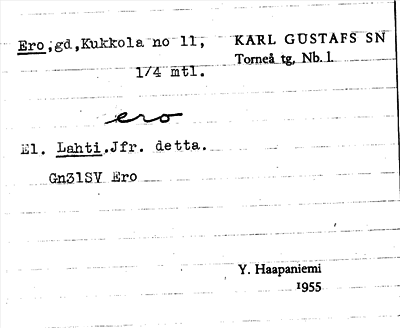 Ero,gd,Kukkola no 11, KARL GUSTAFS SN
1/4 mtl. Torneå tg, Nb. l.
ero
El. Lahti.Jfr. detta.
Gn31SV Ero
Y. Haapaniemi
1955